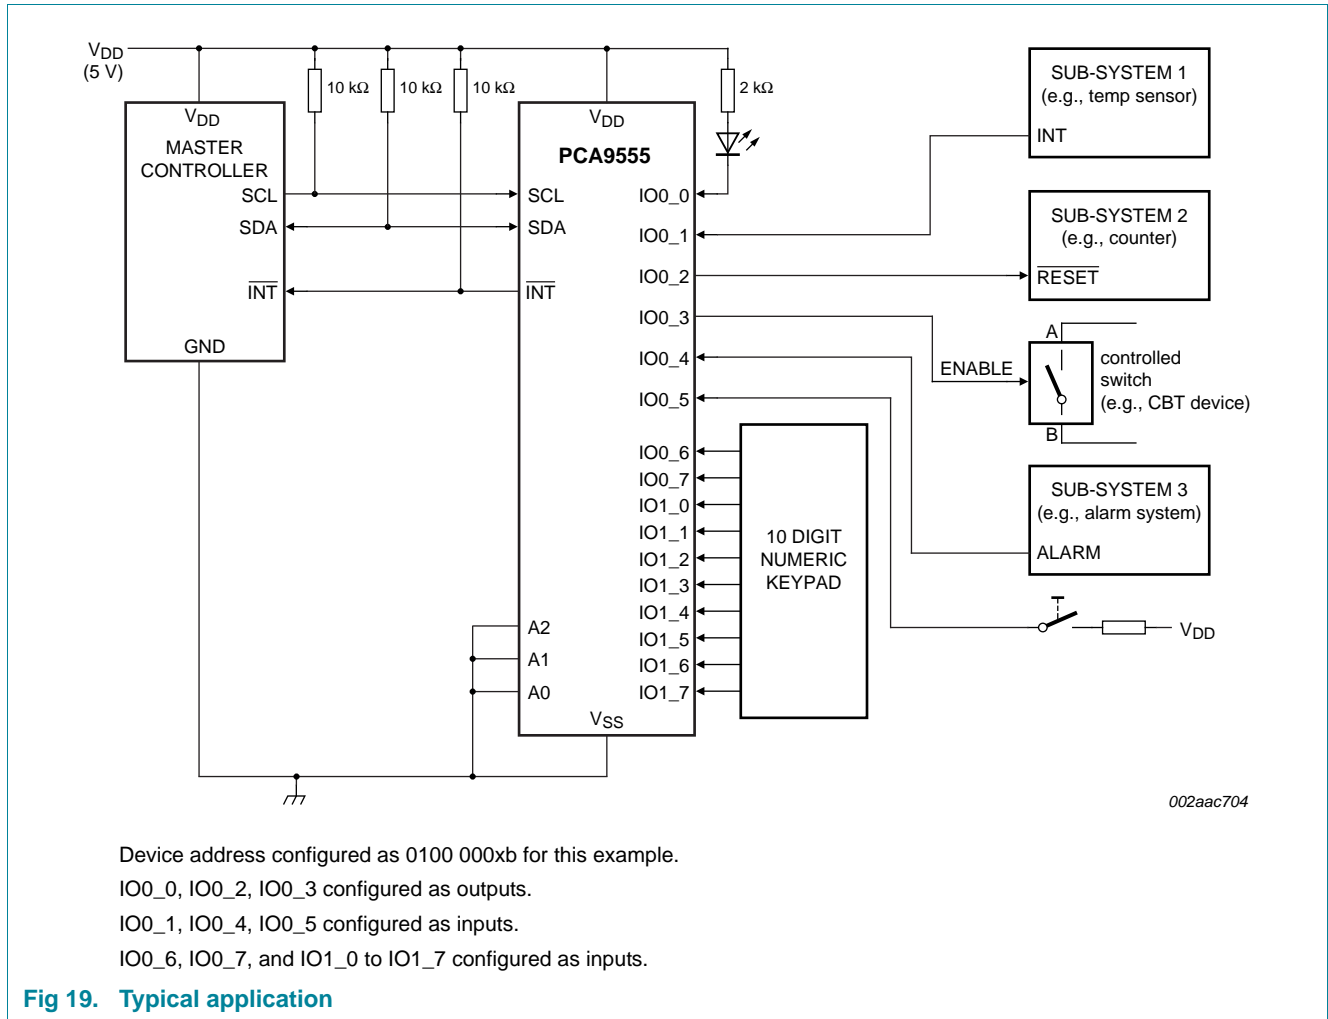 VDD
(5 V)
10 kΩ
10 kΩ
10 kΩ
2 kΩ
VDD
MASTER
CONTROLLER
SCL
SDA
INT
GND
VDD
PCA9555
SCL
SDA
INT
A2
A1
A0
VSS
IO0_0
IO0_1
IO0_2
IO0_3
IO0_4
IO0_5
IO0_6
IO0_7
IO1_0
IO1_1
IO1_2
IO1_3
IO1_4
IO1_5
IO1_6
IO1_7
10 DIGIT
NUMERIC
KEYPAD
SUB-SYSTEM 1
(e.g., temp sensor)
INT
SUB-SYSTEM 2
(e.g., counter)
RESET
A
ENABLE
B
controlled
switch
(e.g., CBT device)
SUB-SYSTEM 3
(e.g., alarm system)
ALARM
VDD
002aac704
Device address configured as 0100 000xb for this example.
IO0_0, IO0_2, IO0_3 configured as outputs.
IO0_1, IO0_4, IO0_5 configured as inputs.
IO0_6, IO0_7, and IO1_0 to IO1_7 configured as inputs.
Fig 19. Typical application